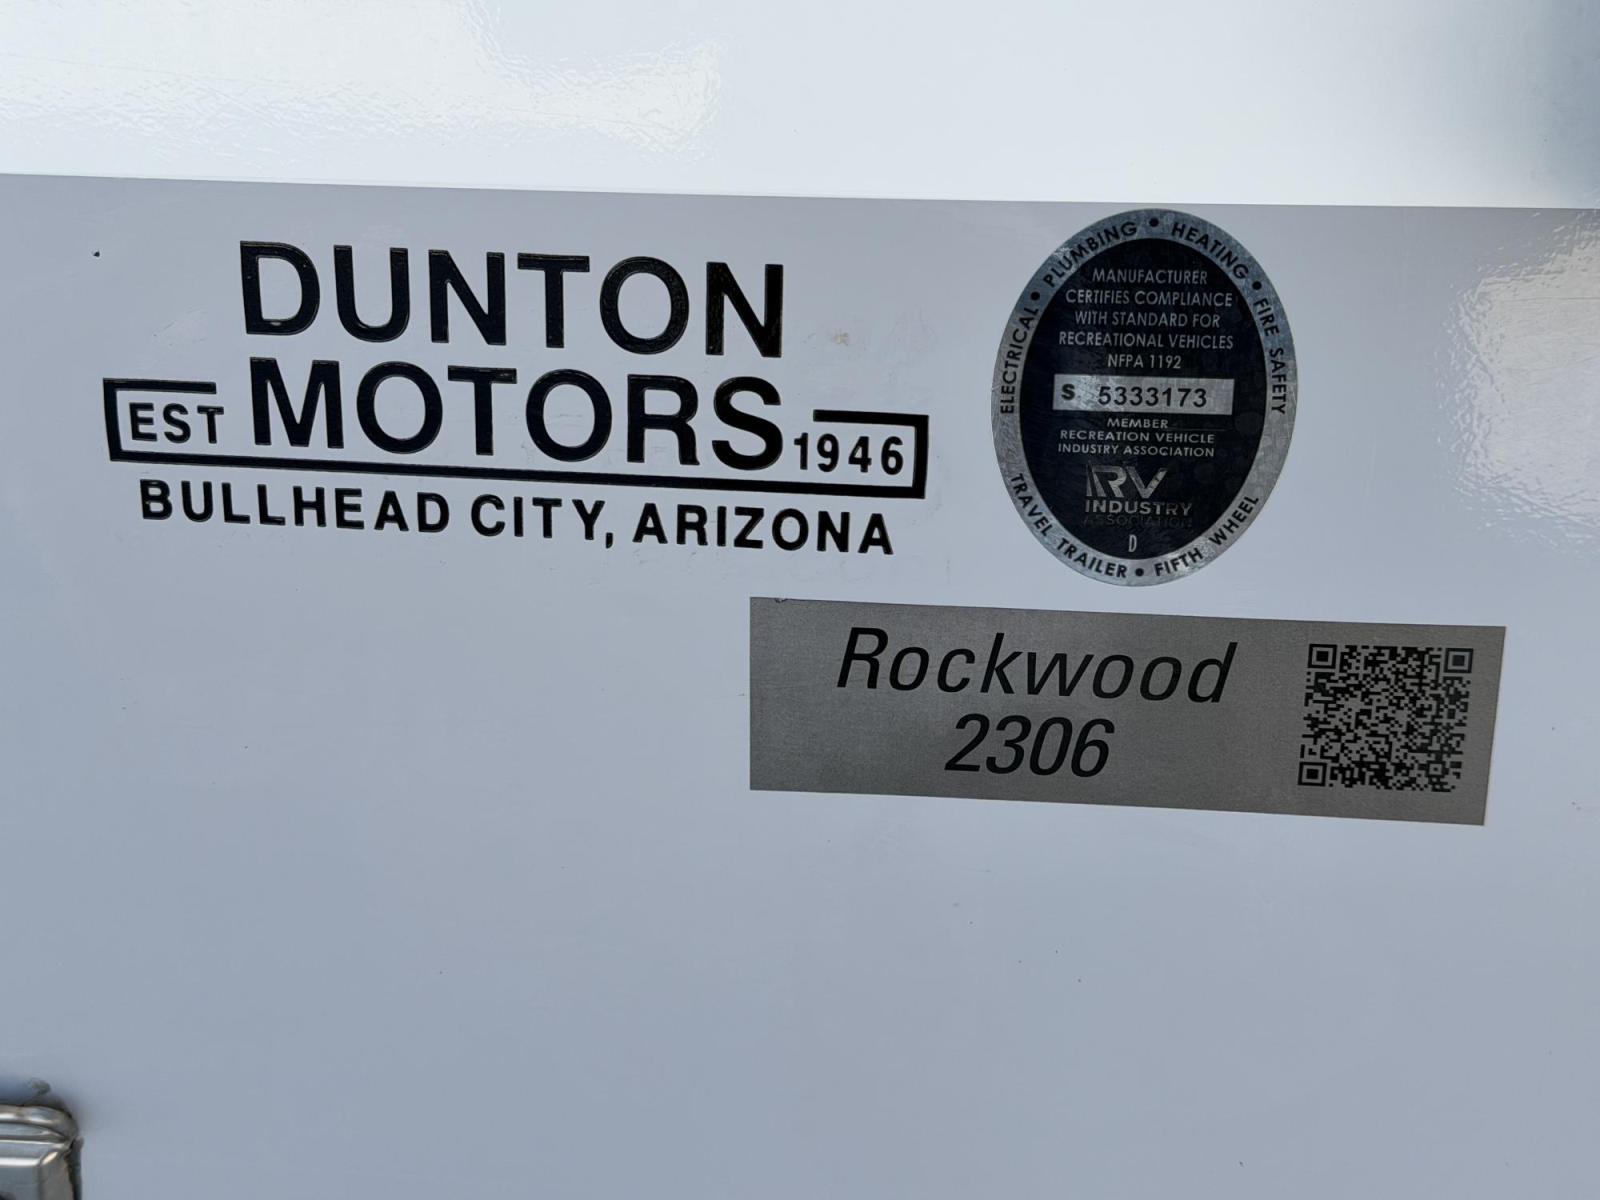 DUNTON
MOTORS
EST 1946
BULLHEAD CITY, ARIZONA
ELECTRICAL • PLUMBING • HEATING • FIRE SAFETY
MANUFACTURER
CERTIFIES COMPLIANCE
WITH STANDARD FOR
RECREATIONAL VEHICLES
NFPA 1192
S 5333173
MEMBER
RECREATION VEHICLE
INDUSTRY ASSOCIATION
RV
INDUSTRY
ASSOCIATION
D
TRAVEL TRAILER • FIFTH WHEEL
Rockwood
2306